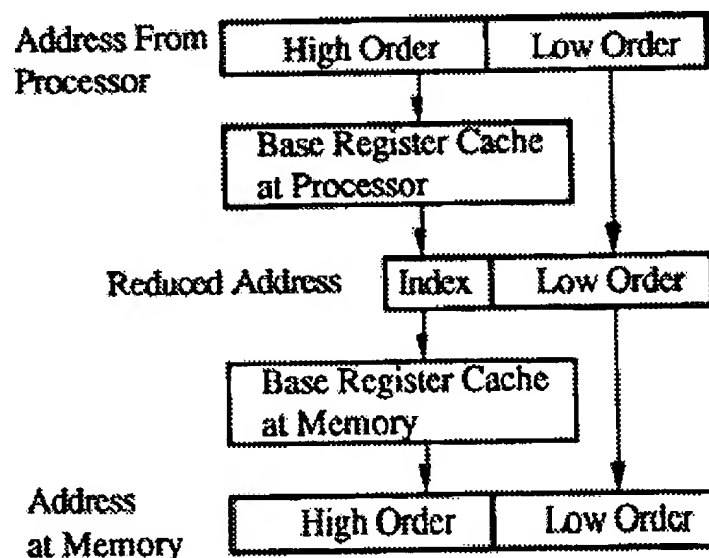 Address From
Processor
High Order
Low Order
Base Register Cache
at Processor
Reduced Address
Index
Low Order
Base Register Cache
at Memory
Address
at Memory
High Order
Low Order